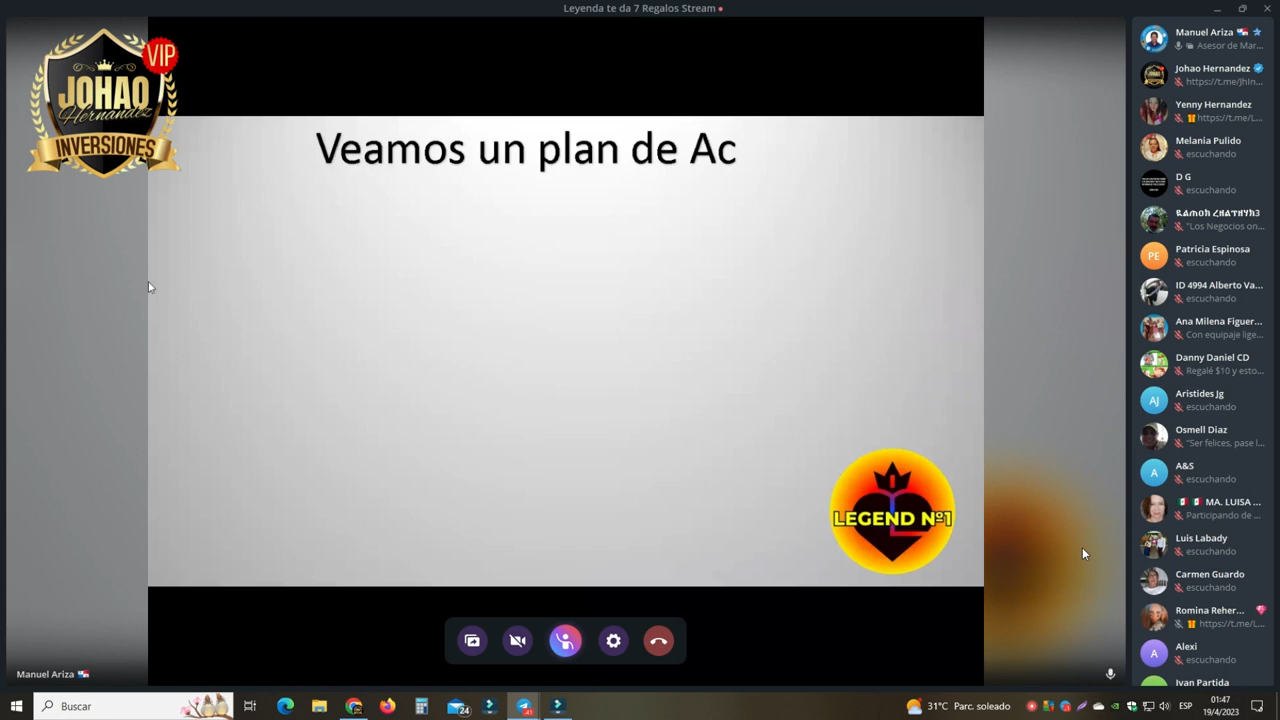 Leyenda te da 7 Regalos Stream
VIP
JOHAO
Hernandez
INVERSIONES
Veamos un plan de Ac
LEGEND Nº1
Manuel Ariza
Manuel Ariza
Asesor de Mar...
Johao Hernandez
https://t.me/JhIn...
Yenny Hernandez
https://t.me/L...
Melania Pulido
escuchando
D G
escuchando
"Los Negocios on...
PE
Patricia Espinosa
escuchando
ID 4994 Alberto Va...
escuchando
Ana Milena Figuer...
Con equipaje lige...
Danny Daniel CD
Regalé $10 y esto...
AJ
Aristides Jg
escuchando
Osmell Diaz
"Ser felices, pase l...
A
A&S
escuchando
MA. LUISA ...
Participando de ...
Luis Labady
escuchando
Carmen Guardo
escuchando
Romina Reher...
https://t.me/L...
A
Alexi
escuchando
Ivan Partida
Buscar
24
41
31°C Parc. soleado
ESP
01:47
19/4/2023